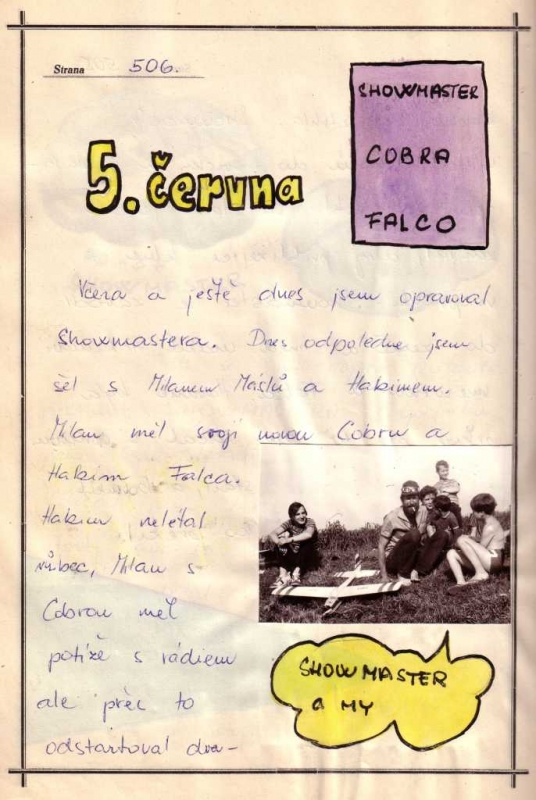 Strana 506.
SHOWMASTER
COBRA
FALCO
5. června
Včera a ještě dnes jsem opravoval
Showmastera. Dnes odpoledne jsem
šel s Milanem Máslů a Hakimem.
Milan měl svoji novou Cobru a
Hakim Falca.
Hakim nelétal
vůbec, Milan s
Cobrou měl
potíže s rádiem
ale přec to
odstartoval dva-
SHOWMASTER
a MY